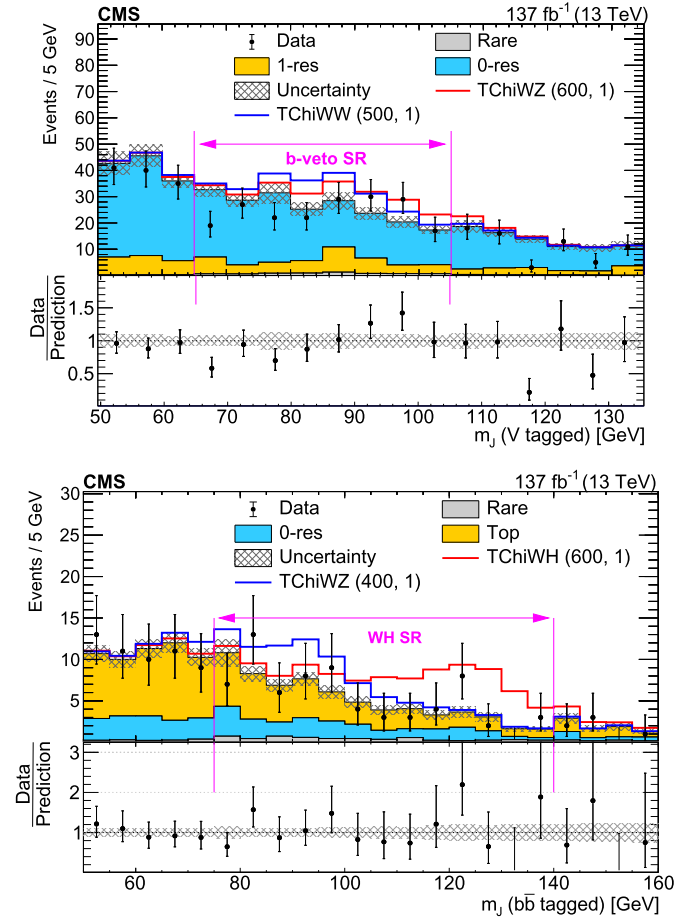 CMS 137 fb⁻¹ (13 TeV)
Events / 5 GeV
Data Rare
1-res 0-res
Uncertainty TChiWZ (600, 1)
TChiWW (500, 1)
b-veto SR
90
80
70
60
50
40
30
20
10
Data
Prediction
1.5
1
0.5
50 60 70 80 90 100 110 120 130
m_J (V tagged) [GeV]
CMS 137 fb⁻¹ (13 TeV)
Events / 5 GeV
Data Rare
0-res Top
Uncertainty TChiWH (600, 1)
TChiWZ (400, 1)
WH SR
30
25
20
15
10
5
Data
Prediction
3
2
1
60 80 100 120 140 160
m_J (bb̅ tagged) [GeV]